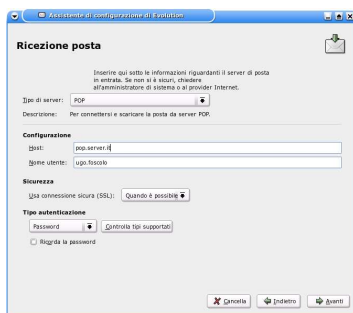 Assistente di configurazione di Evolution
Ricezione posta
Inserire qui sotto le informazioni riguardanti il server di posta
in entrata. Se non si è sicuri, chiedere
all'amministratore di sistema o al provider Internet.
Tipo di server: POP
Descrizione: Per connettersi e scaricare la posta da server POP.
Configurazione
Host: pop.server.it
Nome utente: ugo.foscolo
Sicurezza
Usa connessione sicura (SSL): Quando è possibile
Tipo autenticazione
Password Controlla tipi supportati
Ricorda la password
Cancella Indietro Avanti